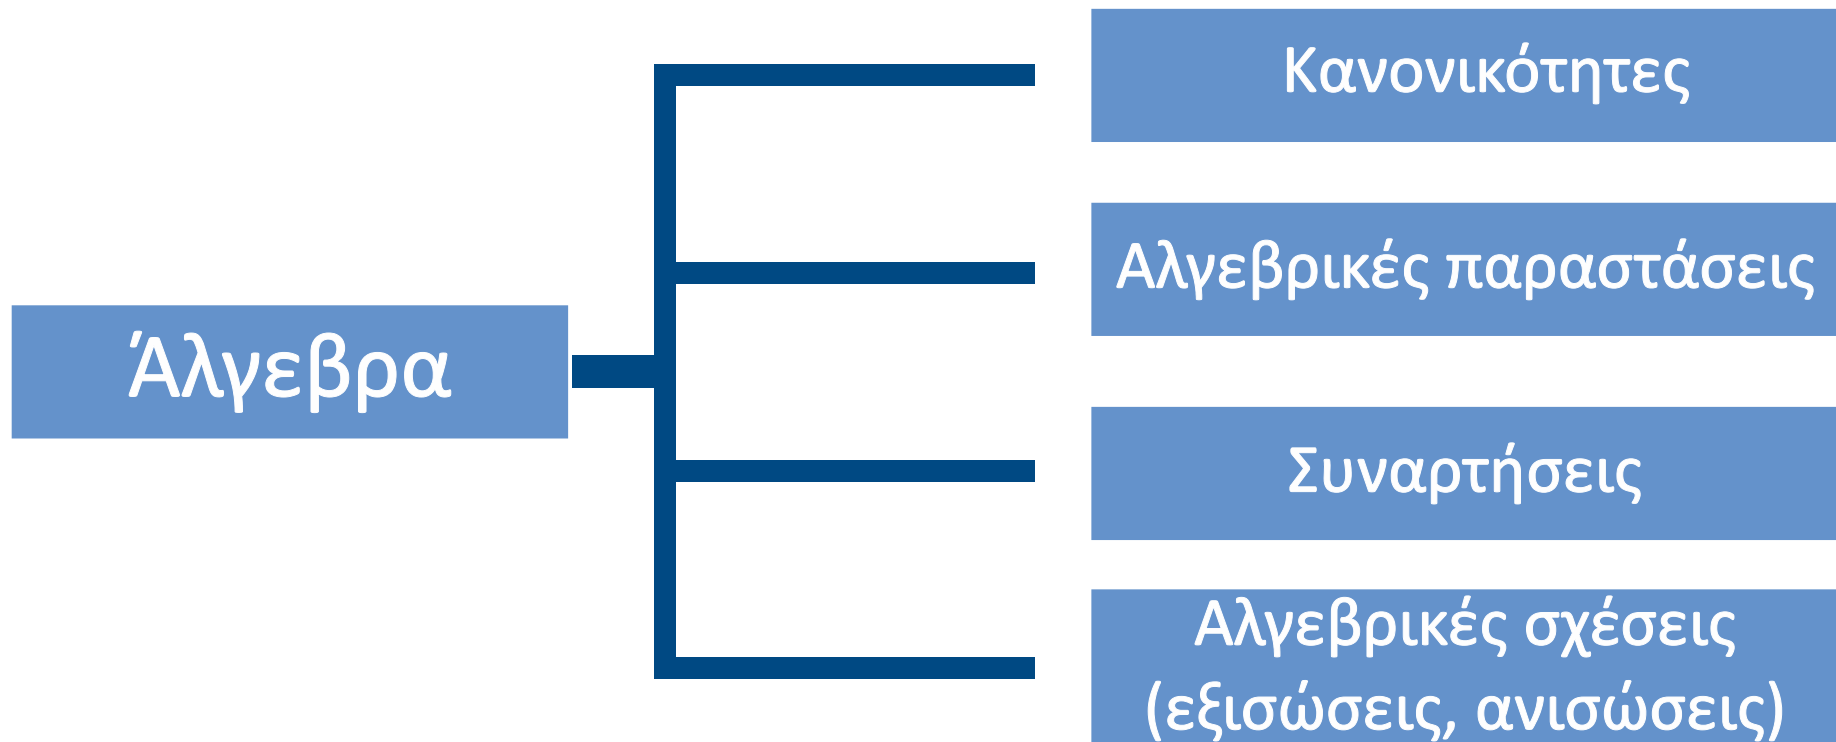 Κανονικότητες
Αλγεβρικές παραστάσεις
Άλγεβρα
Συναρτήσεις
Αλγεβρικές σχέσεις
(εξισώσεις, ανισώσεις)